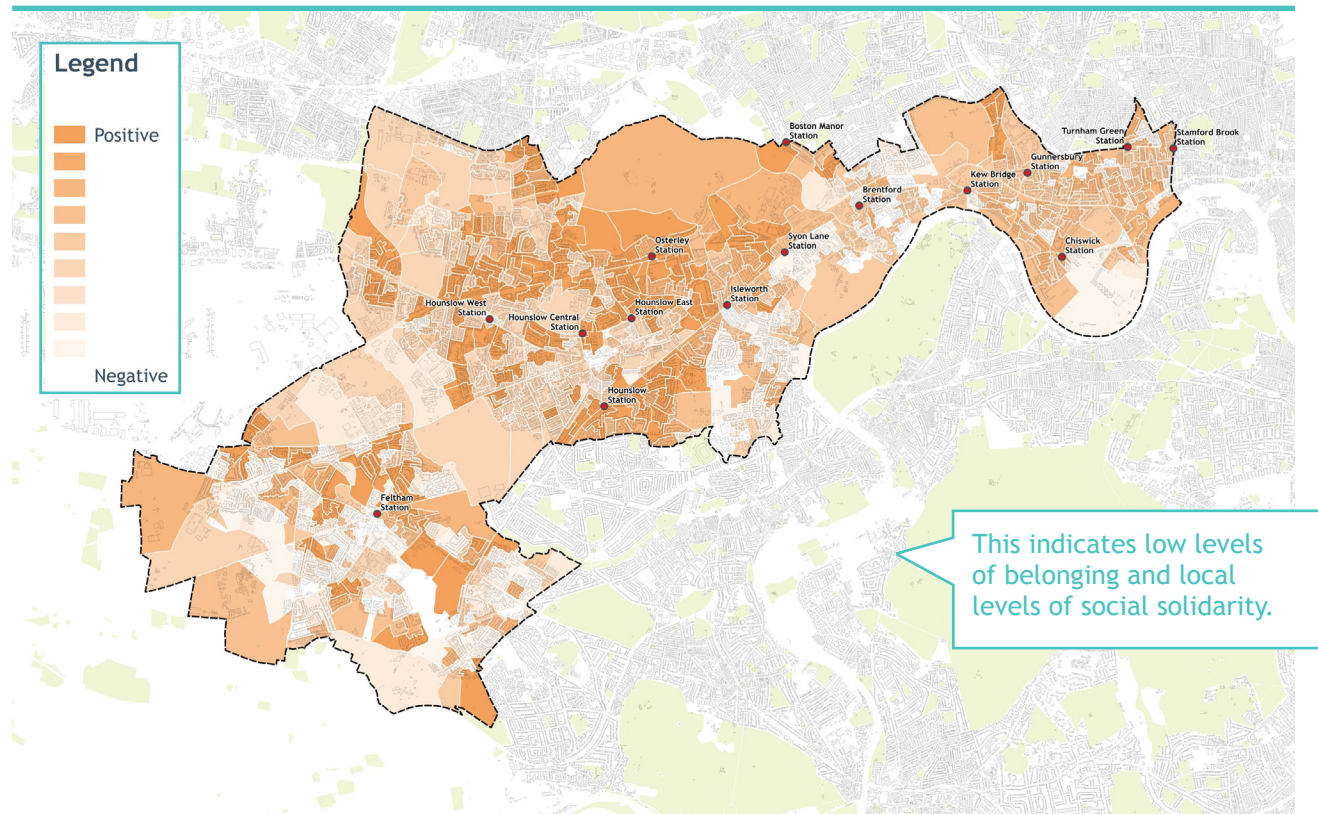 Legend
Positive
Negative
Boston Manor
Station
Turnham Green
Station
Stamford Brook
Station
Gunnersbury
Station
Kew Bridge
Station
Brentford
Station
Syon Lane
Station
Osterley
Station
Chiswick
Station
Isleworth
Station
Hounslow West
Station
Hounslow Central
Station
Hounslow East
Station
Hounslow
Station
Feltham
Station
This indicates low levels
of belonging and local
levels of social solidarity.